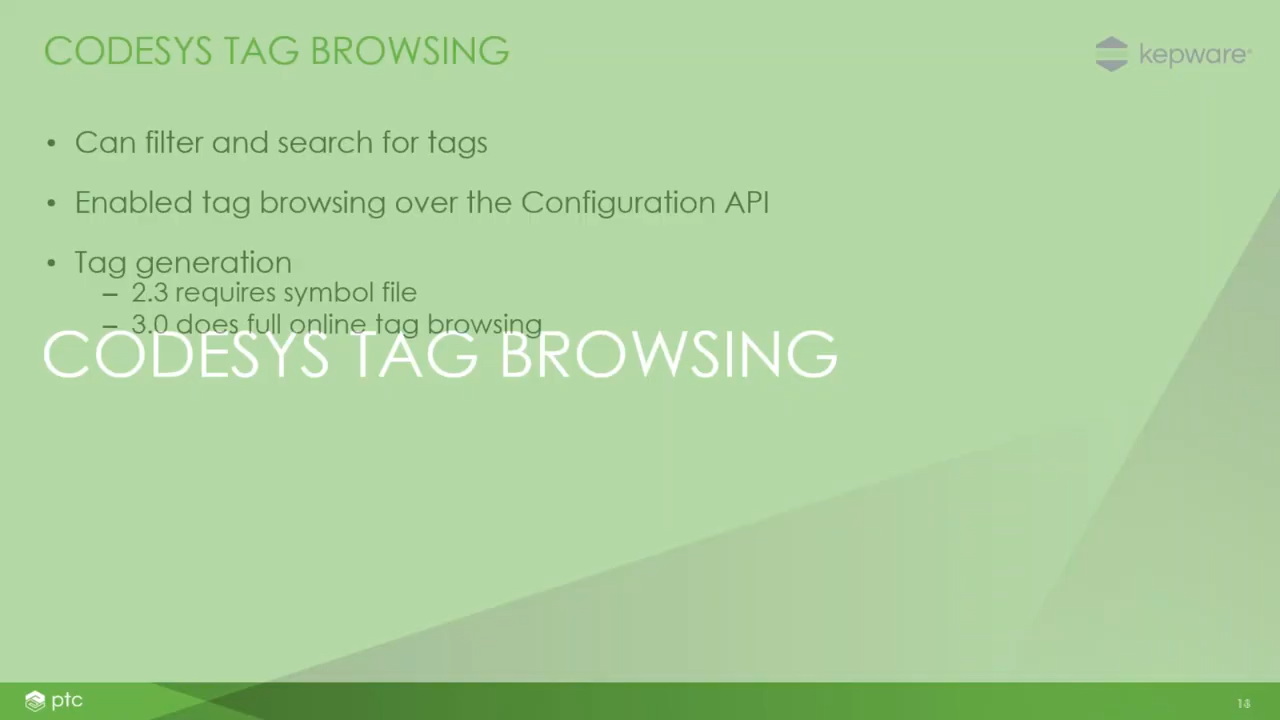 CODESYS TAG BROWSING
kepware
• Can filter and search for tags
• Enabled tag browsing over the Configuration API
• Tag generation
– 2.3 requires symbol file
– 3.0 does full online tag browsing
CODESYS TAG BROWSING
ptc